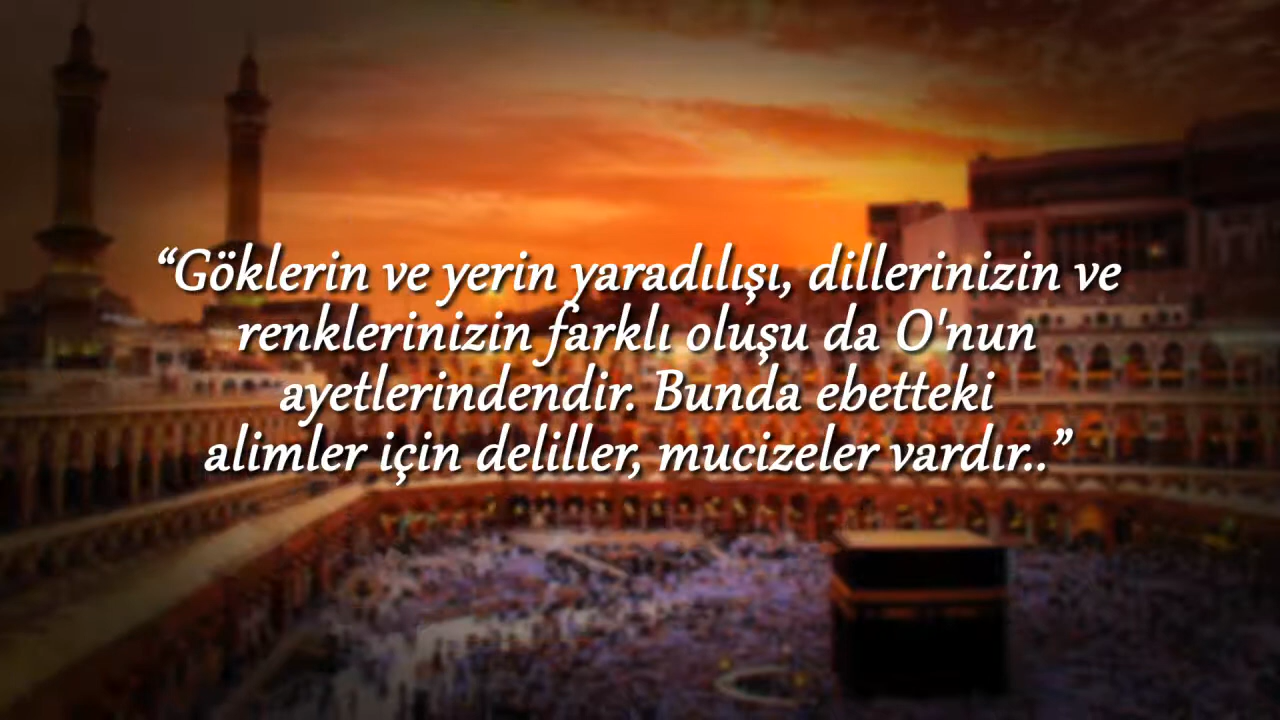 “Göklerin ve yerin yaradılışı, dillerinizin ve
renklerinizin farklı oluşu da O'nun
ayetlerindendir. Bunda ebetteki
alimler için deliller, mucizeler vardır..”